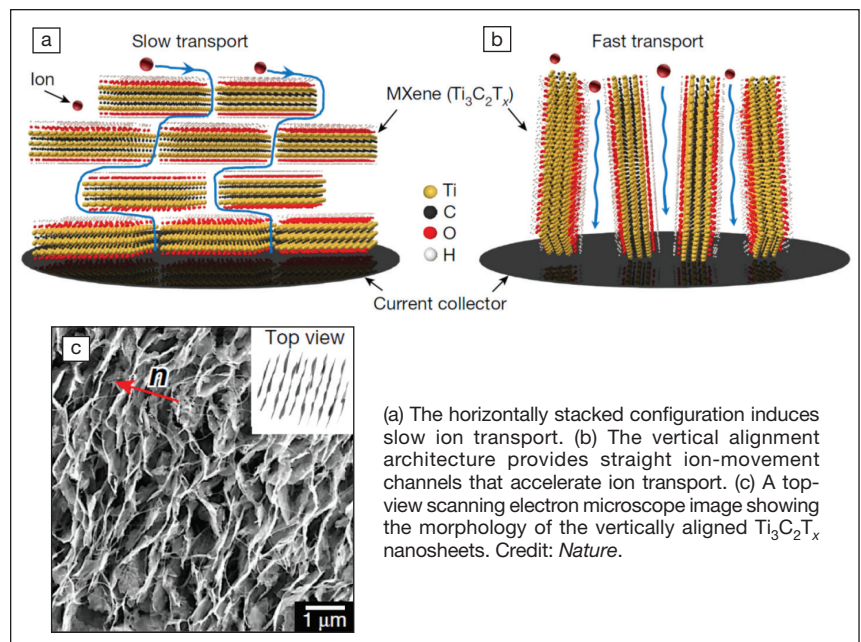 a
Slow transport
Ion
b
Fast transport
MXene (Ti₃C₂Tₓ)
Ti
C
O
H
Current collector
c
n
Top view
1 μm
(a) The horizontally stacked configuration induces
slow ion transport. (b) The vertical alignment
architecture provides straight ion-movement
channels that accelerate ion transport. (c) A top-
view scanning electron microscope image showing
the morphology of the vertically aligned Ti₃C₂Tₓ
nanosheets. Credit: Nature.